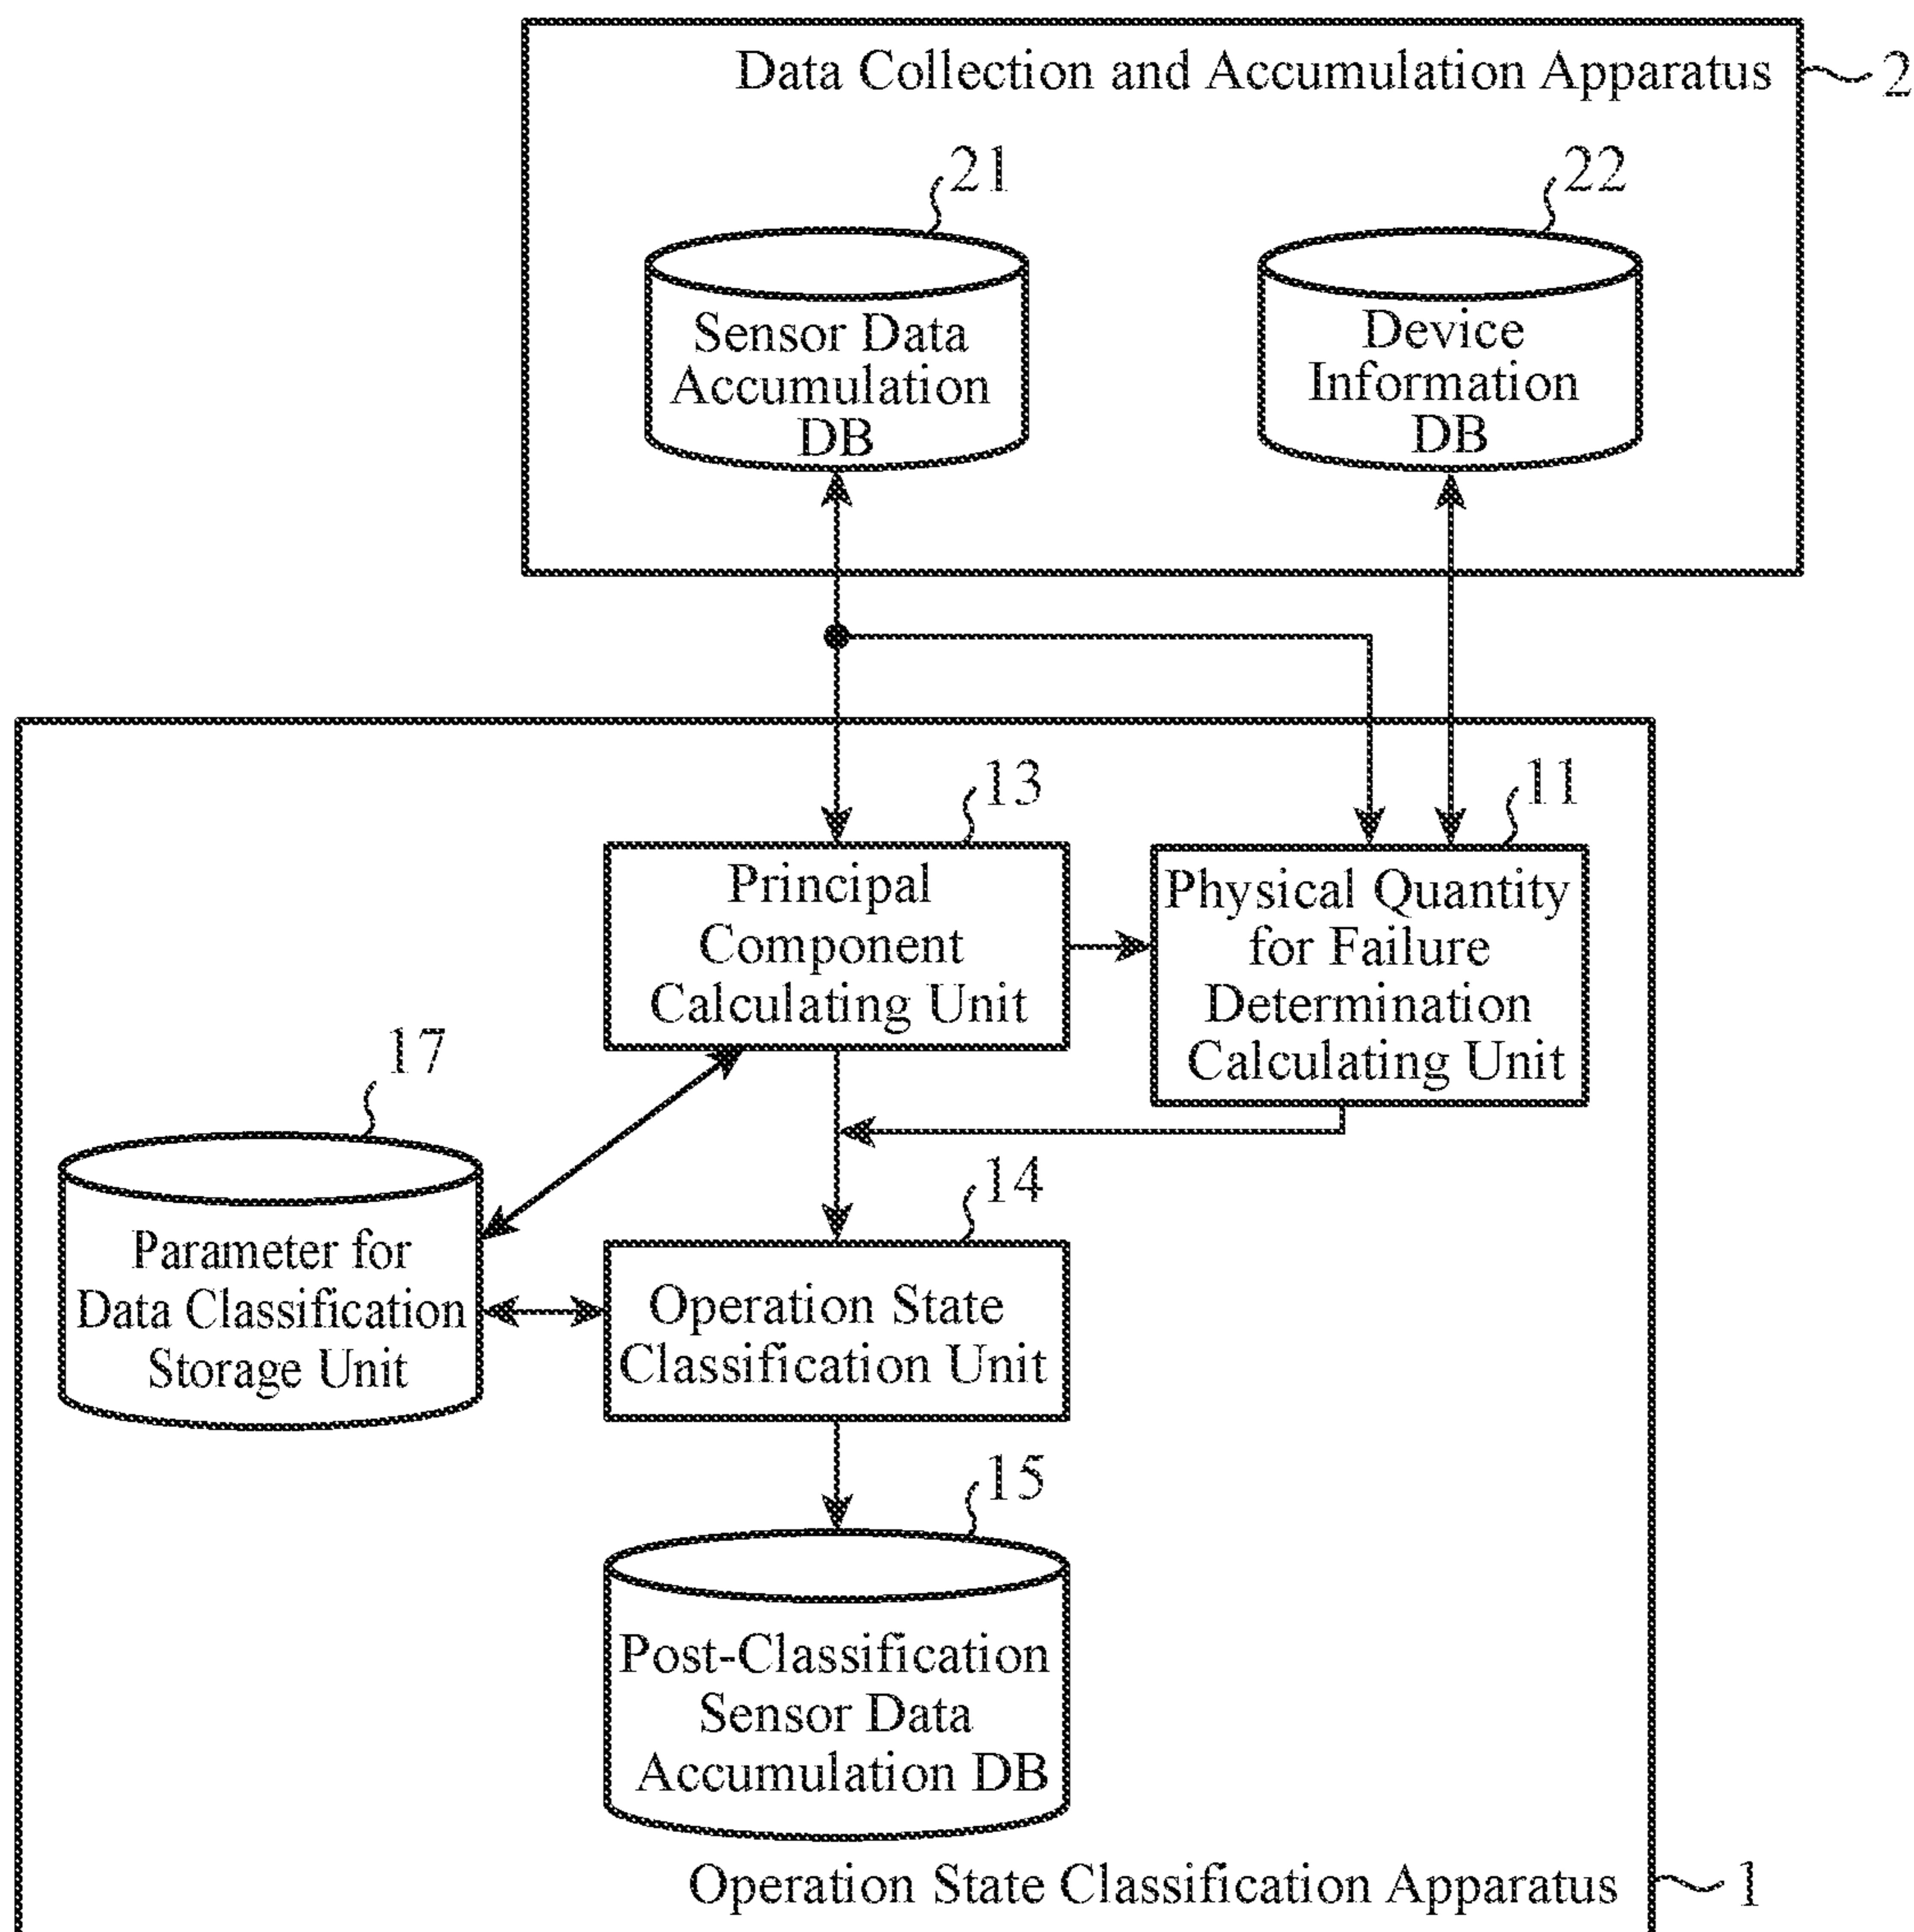 Data Collection and Accumulation Apparatus
2
21
22
Sensor Data
Accumulation
DB
Device
Information
DB
13
11
Principal
Component
Calculating Unit
Physical Quantity
for Failure
Determination
Calculating Unit
17
14
Parameter for
Data Classification
Storage Unit
Operation State
Classification Unit
15
Post-Classification
Sensor Data
Accumulation DB
Operation State Classification Apparatus
1